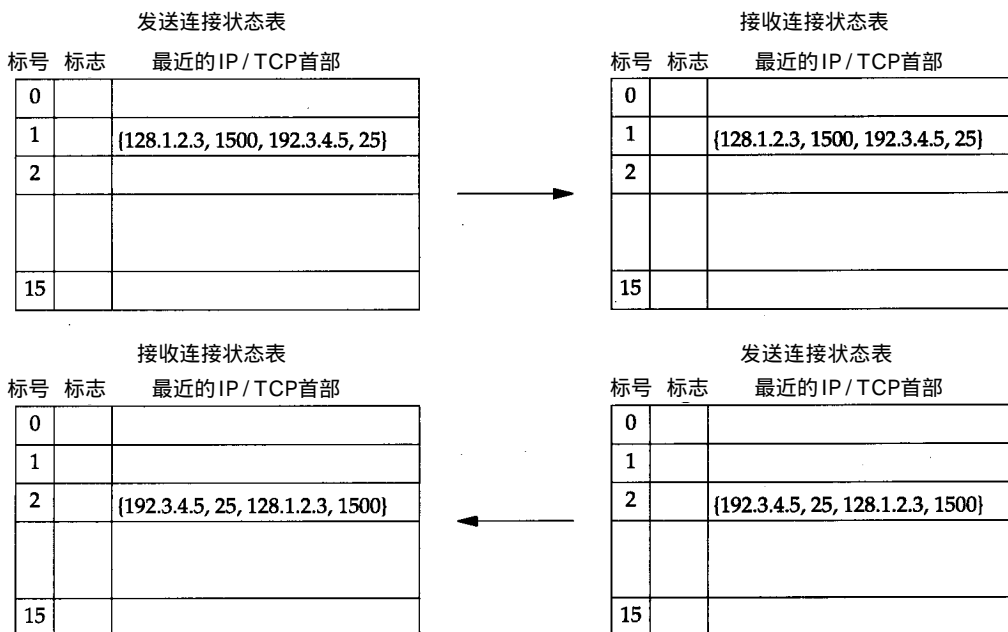 发送连接状态表
标号 标志 最近的IP/TCP首部
0
1 {128.1.2.3, 1500, 192.3.4.5, 25}
2
15
接收连接状态表
标号 标志 最近的IP/TCP首部
0
1 {128.1.2.3, 1500, 192.3.4.5, 25}
2
15
接收连接状态表
标号 标志 最近的IP/TCP首部
0
1
2 {192.3.4.5, 25, 128.1.2.3, 1500}
15
发送连接状态表
标号 标志 最近的IP/TCP首部
0
1
2 {192.3.4.5, 25, 128.1.2.3, 1500}
15